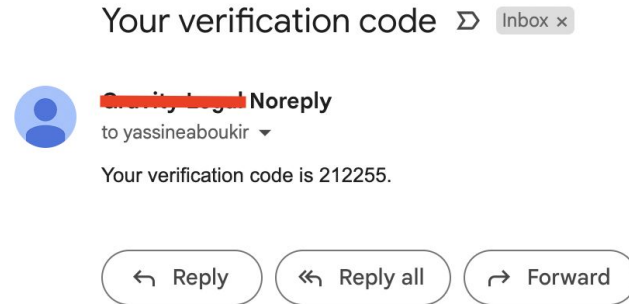 Your verification code Inbox ×
Noreply
to yassineaboukir
Your verification code is 212255.
Reply Reply all Forward